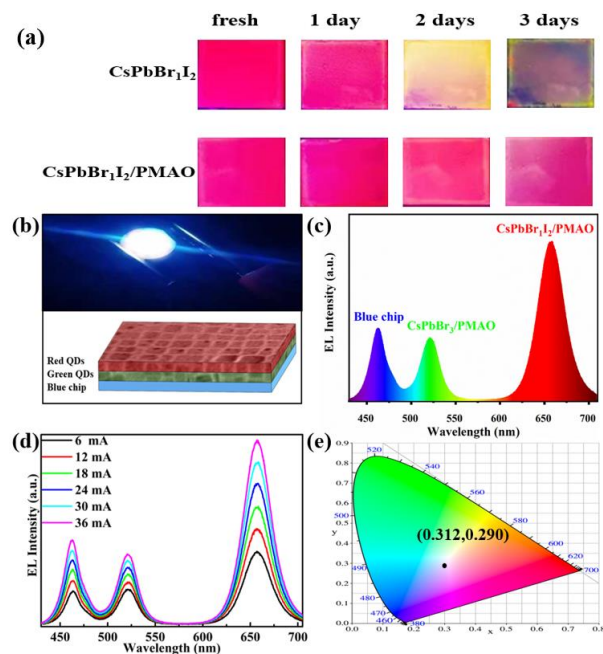 (a)
fresh 1 day 2 days 3 days
CsPbBr₁I₂
CsPbBr₁I₂/PMAO
(b)
Red QDs
Green QDs
Blue chip
(c)
CsPbBr₁I₂/PMAO
Blue chip
CsPbBr₃/PMAO
EL Intensity (a.u.)
450 500 550 600 650 700
Wavelength (nm)
(d)
6 mA
12 mA
18 mA
24 mA
30 mA
36 mA
EL Intensity (a.u.)
450 500 550 600 650 700
Wavelength (nm)
(e)
0.9
0.8
0.7
0.6
0.5
0.4
0.3
0.2
0.1
0.0
y
520
540
560
500
580
600
620
700
490
470
460
380
(0.312,0.290)
0.0 0.1 0.2 0.3 0.4 0.5 0.6 0.7 0.8
x